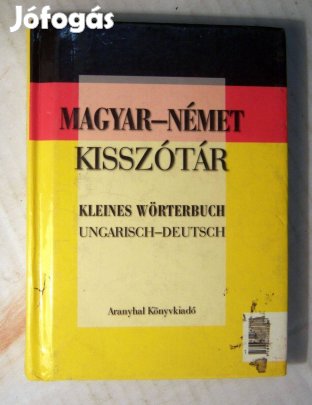 Jófogás
MAGYAR–NÉMET
KISSZÓTÁR
KLEINES WÖRTERBUCH
UNGARISCH–DEUTSCH
Aranyhal Könyvkiadó